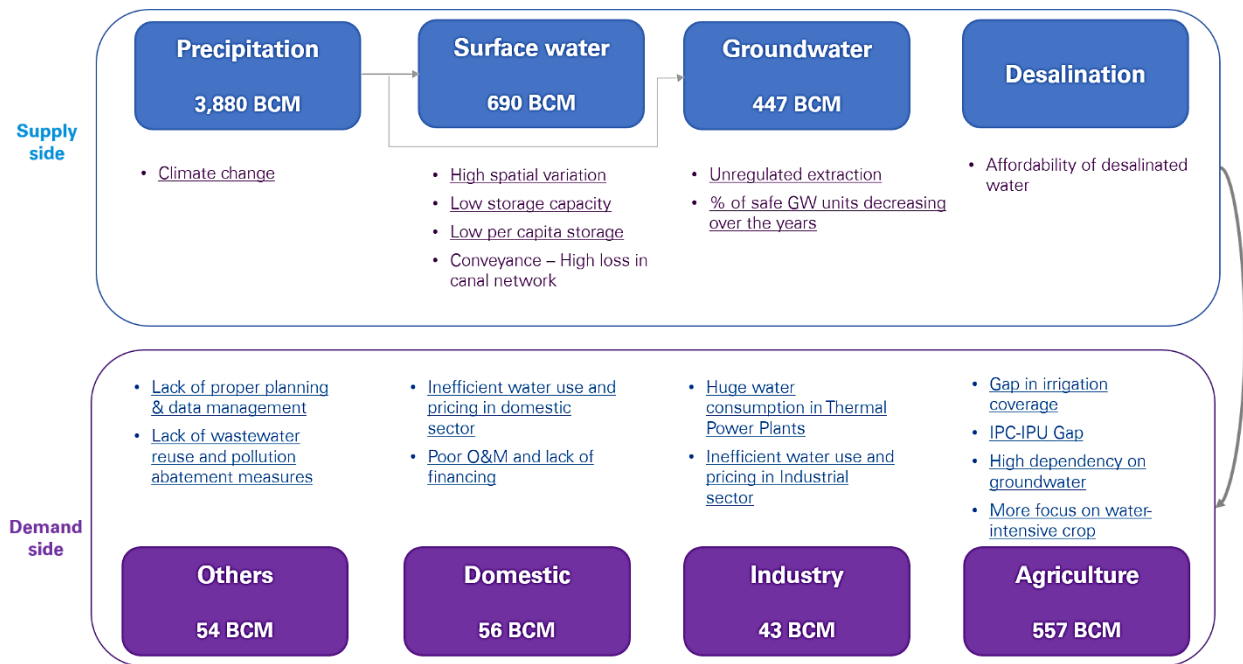 Precipitation
3,880 BCM
Surface water
690 BCM
Groundwater
447 BCM
Desalination
Supply
side
• Climate change
• High spatial variation
• Low storage capacity
• Low per capita storage
• Conveyance – High loss in
canal network
• Unregulated extraction
• % of safe GW units decreasing
over the years
• Affordability of desalinated
water
Demand
side
• Lack of proper planning
& data management
• Lack of wastewater
reuse and pollution
abatement measures
• Inefficient water use and
pricing in domestic
sector
• Poor O&M and lack of
financing
• Huge water
consumption in Thermal
Power Plants
• Inefficient water use and
pricing in Industrial
sector
• Gap in irrigation
coverage
• IPC-IPU Gap
• High dependency on
groundwater
• More focus on water-
intensive crop
Others
54 BCM
Domestic
56 BCM
Industry
43 BCM
Agriculture
557 BCM